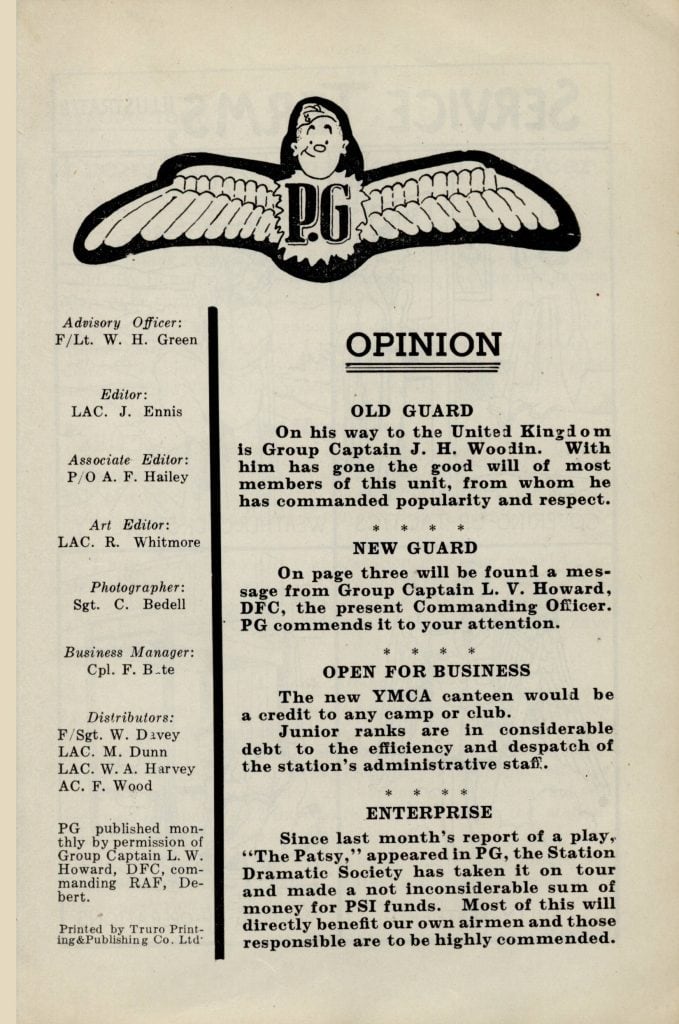 P.G
Advisory Officer:
F/Lt. W. H. Green
Editor:
LAC. J. Ennis
Associate Editor:
P/O A. F. Hailey
Art Editor:
LAC. R. Whitmore
Photographer:
Sgt. C. Bedell
Business Manager:
Cpl. F.
Distributors:
F/Sgt. W. Davey
LAC. M. Dunn
LAC. W. A. Harvey
AC. F. Wood
PG published mon-
thly by permission of
Group Captain L. W.
Howard, DFC, com-
manding RAF, De-
bert.
Printed by Truro Print-
ing&Publishing Co. Ltd.
OPINION
OLD GUARD
On his way to the United Kingdom
is Group Captain J. H. Woodin. With
him has gone the good will of most
members of this unit, from whom he
has commanded popularity and respect.
* * * *
NEW GUARD
On page three will be found a mes-
sage from Group Captain L. V. Howard,
DFC, the present Commanding Officer.
PG commends it to your attention.
* * * *
OPEN FOR BUSINESS
The new YMCA canteen would be
a credit to any camp or club.
Junior ranks are in considerable
debt to the efficiency and despatch of
the station's administrative staff.
* * * *
ENTERPRISE
Since last month's report of a play,
"The Patsy," appeared in PG, the Station
Dramatic Society has taken it on tour
and made a not inconsiderable sum of
money for PSI funds. Most of this will
directly benefit our own airmen and those
responsible are to be highly commended.